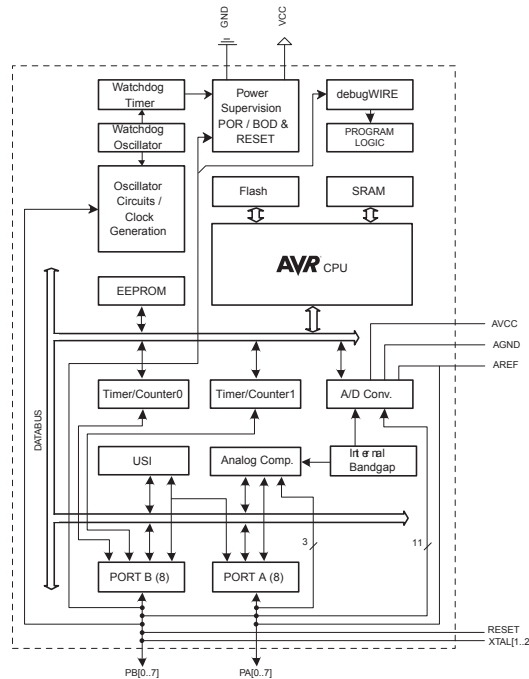 GND
VCC
Watchdog
Timer
Power
Supervision
POR / BOD &
RESET
debugWIRE
Watchdog
Oscillator
PROGRAM
LOGIC
Oscillator
Circuits /
Clock
Generation
Flash
SRAM
AVR CPU
EEPROM
AVCC
AGND
AREF
DATABUS
Timer/Counter0
Timer/Counter1
A/D Conv.
USI
Analog Comp.
Internal
Bandgap
3
11
PORT B (8)
PORT A (8)
RESET
XTAL[1..2]
PB[0..7]
PA[0..7]